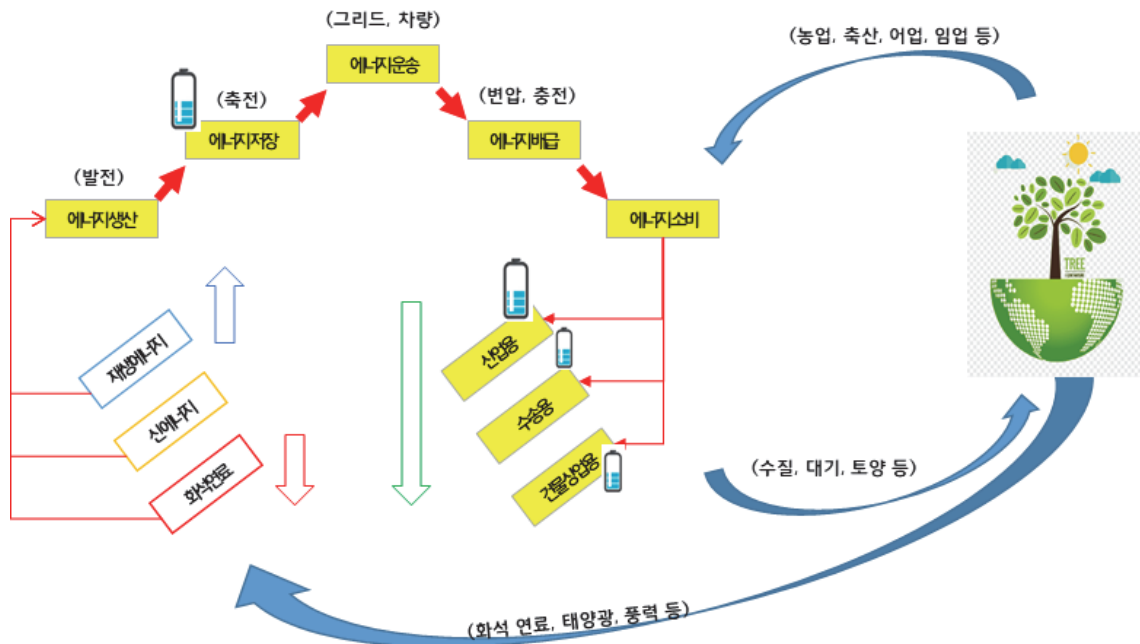 (그리드, 차량)
에너지운송
(농업, 축산, 어업, 임업 등)
(축전)
(변압, 충전)
에너지저장
에너지배급
(발전)
에너지생산
에너지소비
TREE
산업용
재생에너지
수송용
신에너지
건물상업용
화석연료
(수질, 대기, 토양 등)
(화석 연료, 태양광, 풍력 등)